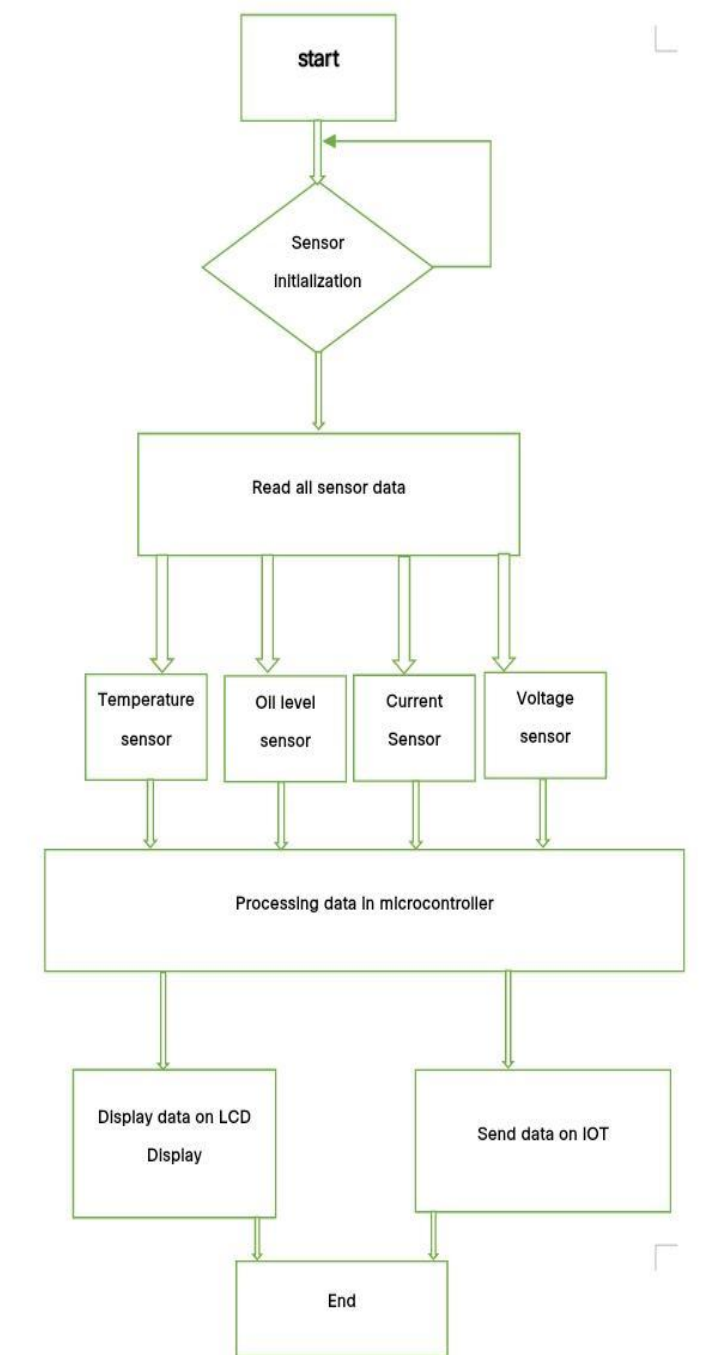 start
Sensor
initialization
Read all sensor data
Temperature
sensor
Oil level
sensor
Current
Sensor
Voltage
sensor
Processing data in microcontroller
Display data on LCD
Display
Send data on IOT
End